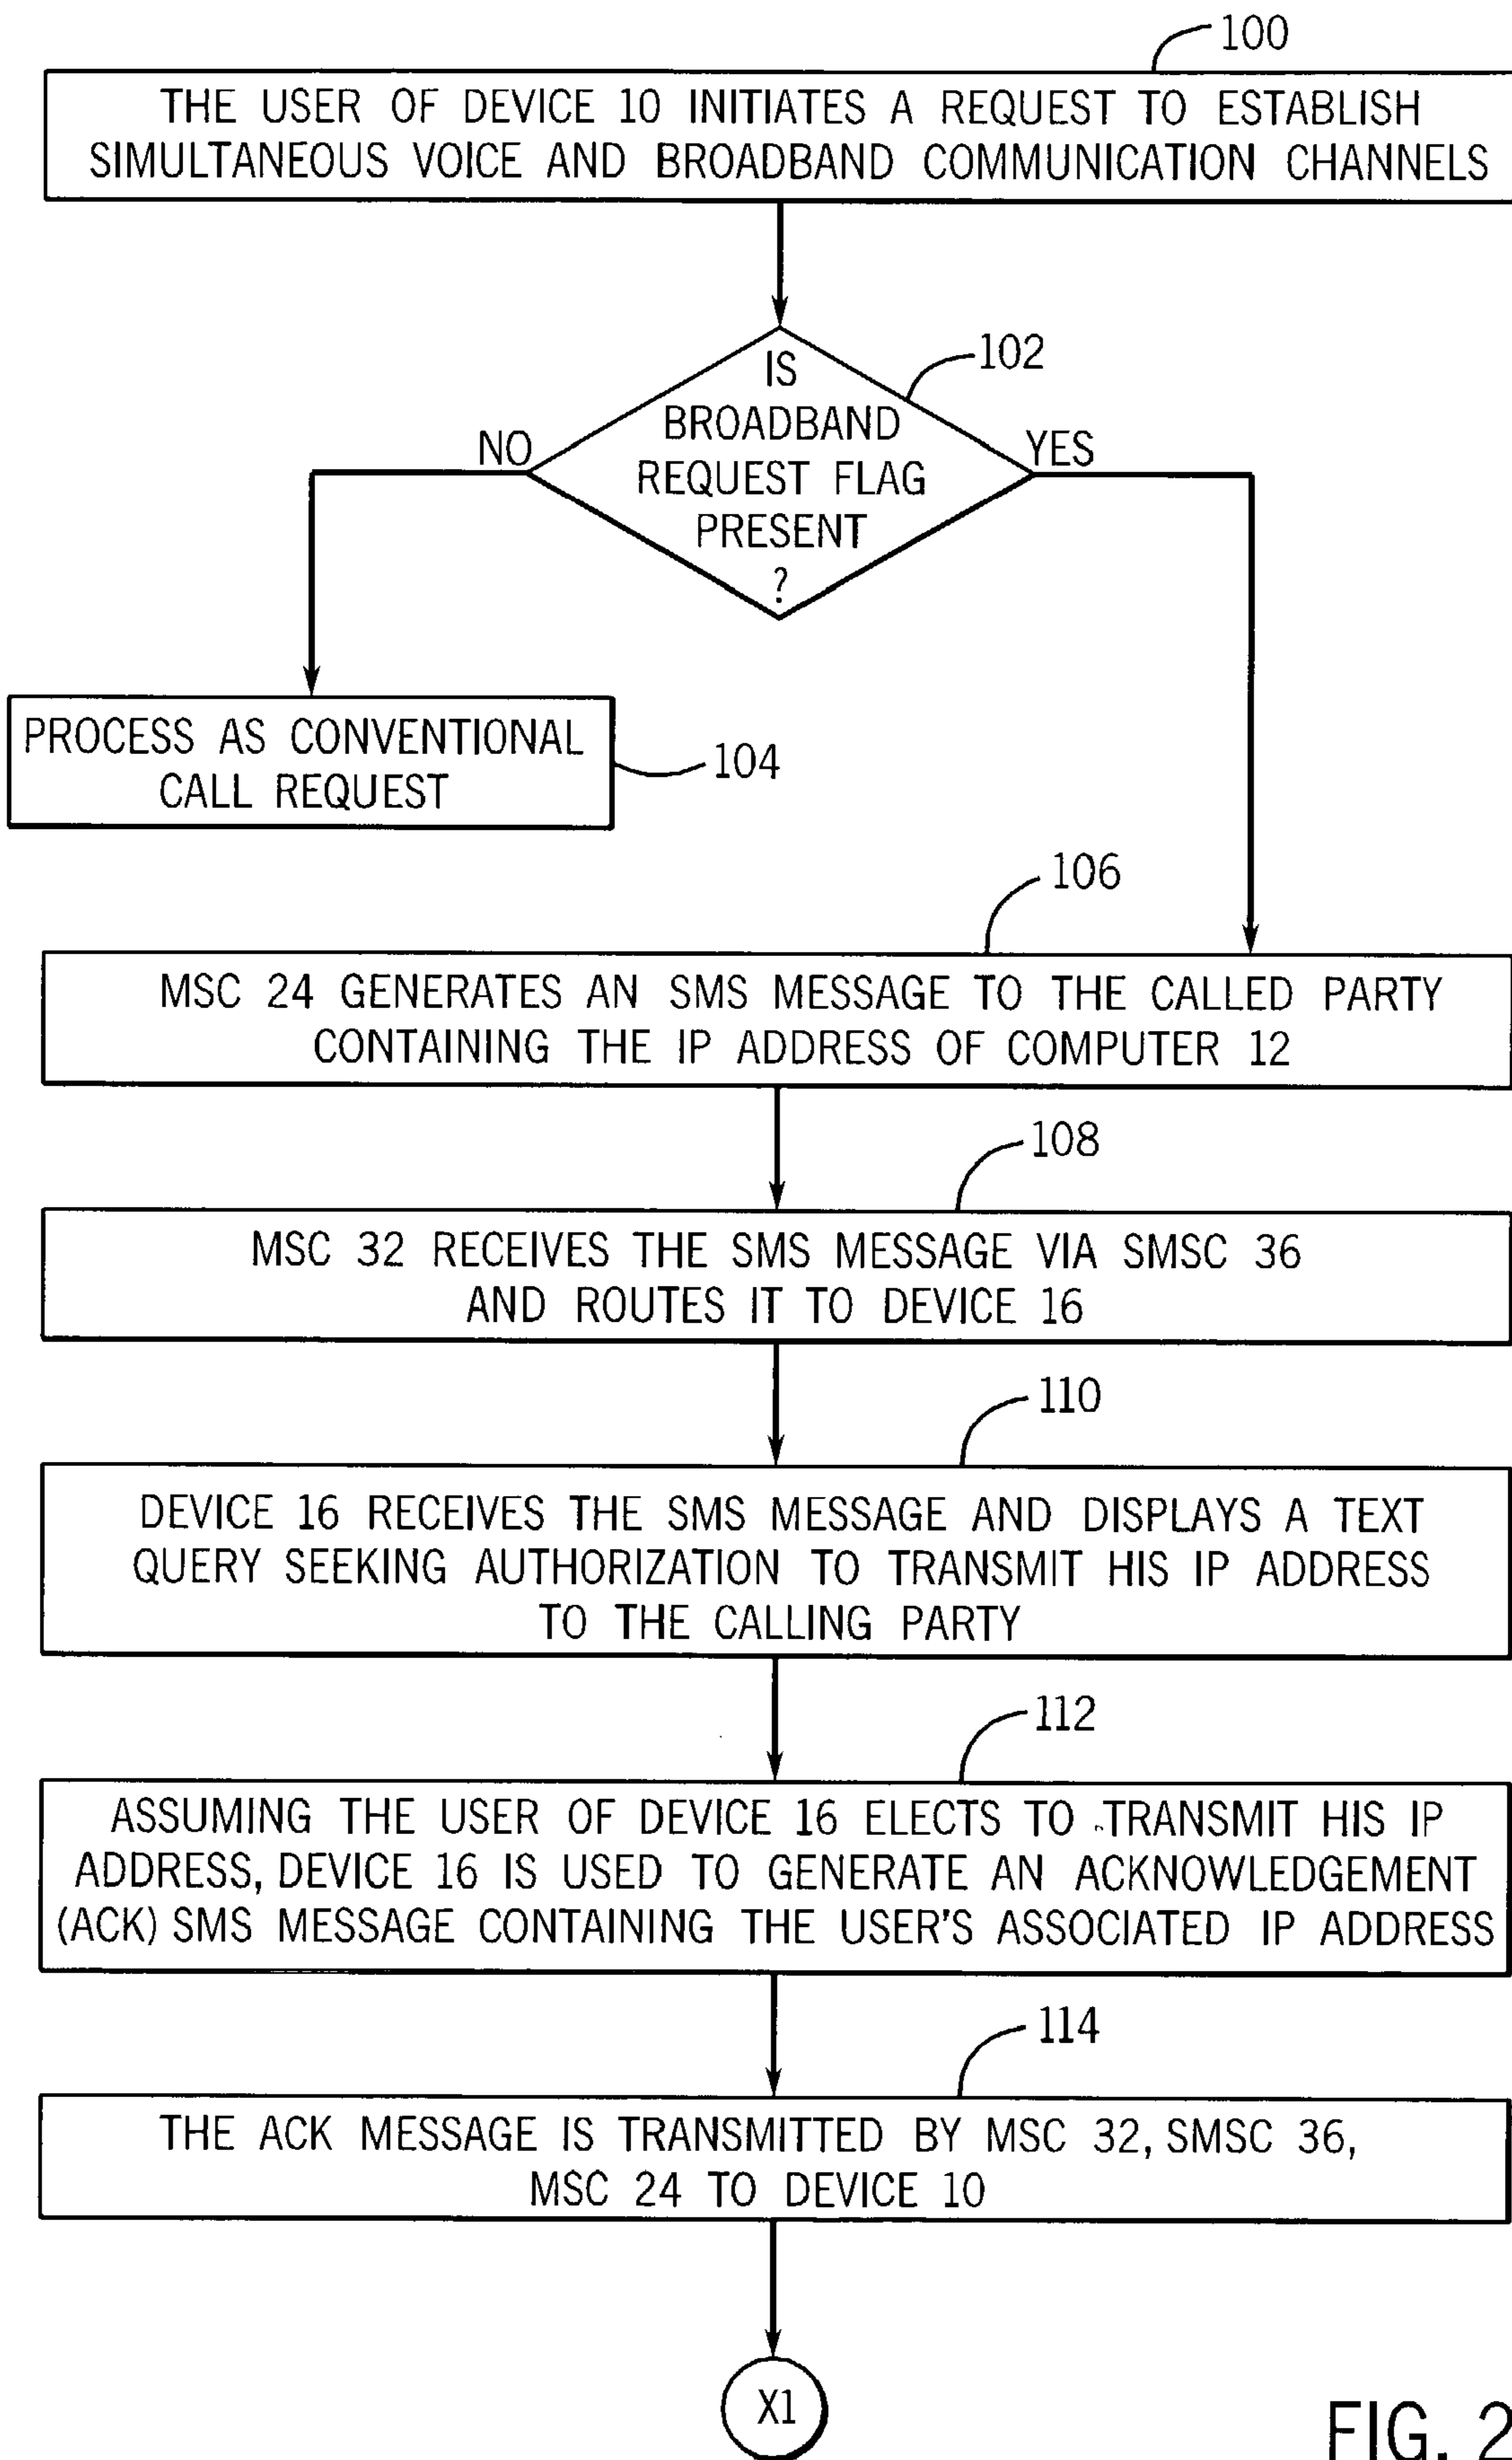 100
THE USER OF DEVICE 10 INITIATES A REQUEST TO ESTABLISH
SIMULTANEOUS VOICE AND BROADBAND COMMUNICATION CHANNELS
102
IS
BROADBAND
REQUEST FLAG
PRESENT
?
NO
YES
PROCESS AS CONVENTIONAL
CALL REQUEST
104
106
MSC 24 GENERATES AN SMS MESSAGE TO THE CALLED PARTY
CONTAINING THE IP ADDRESS OF COMPUTER 12
108
MSC 32 RECEIVES THE SMS MESSAGE VIA SMSC 36
AND ROUTES IT TO DEVICE 16
110
DEVICE 16 RECEIVES THE SMS MESSAGE AND DISPLAYS A TEXT
QUERY SEEKING AUTHORIZATION TO TRANSMIT HIS IP ADDRESS
TO THE CALLING PARTY
112
ASSUMING THE USER OF DEVICE 16 ELECTS TO TRANSMIT HIS IP
ADDRESS, DEVICE 16 IS USED TO GENERATE AN ACKNOWLEDGEMENT
(ACK) SMS MESSAGE CONTAINING THE USER'S ASSOCIATED IP ADDRESS
114
THE ACK MESSAGE IS TRANSMITTED BY MSC 32, SMSC 36,
MSC 24 TO DEVICE 10
X1
FIG. 2